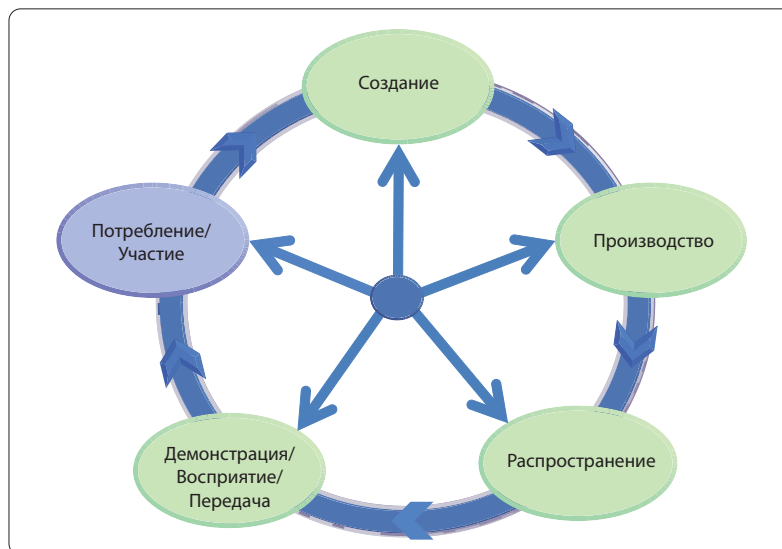 Создание
Производство
Распространение
Демонстрация/
Восприятие/
Передача
Потребление/
Участие